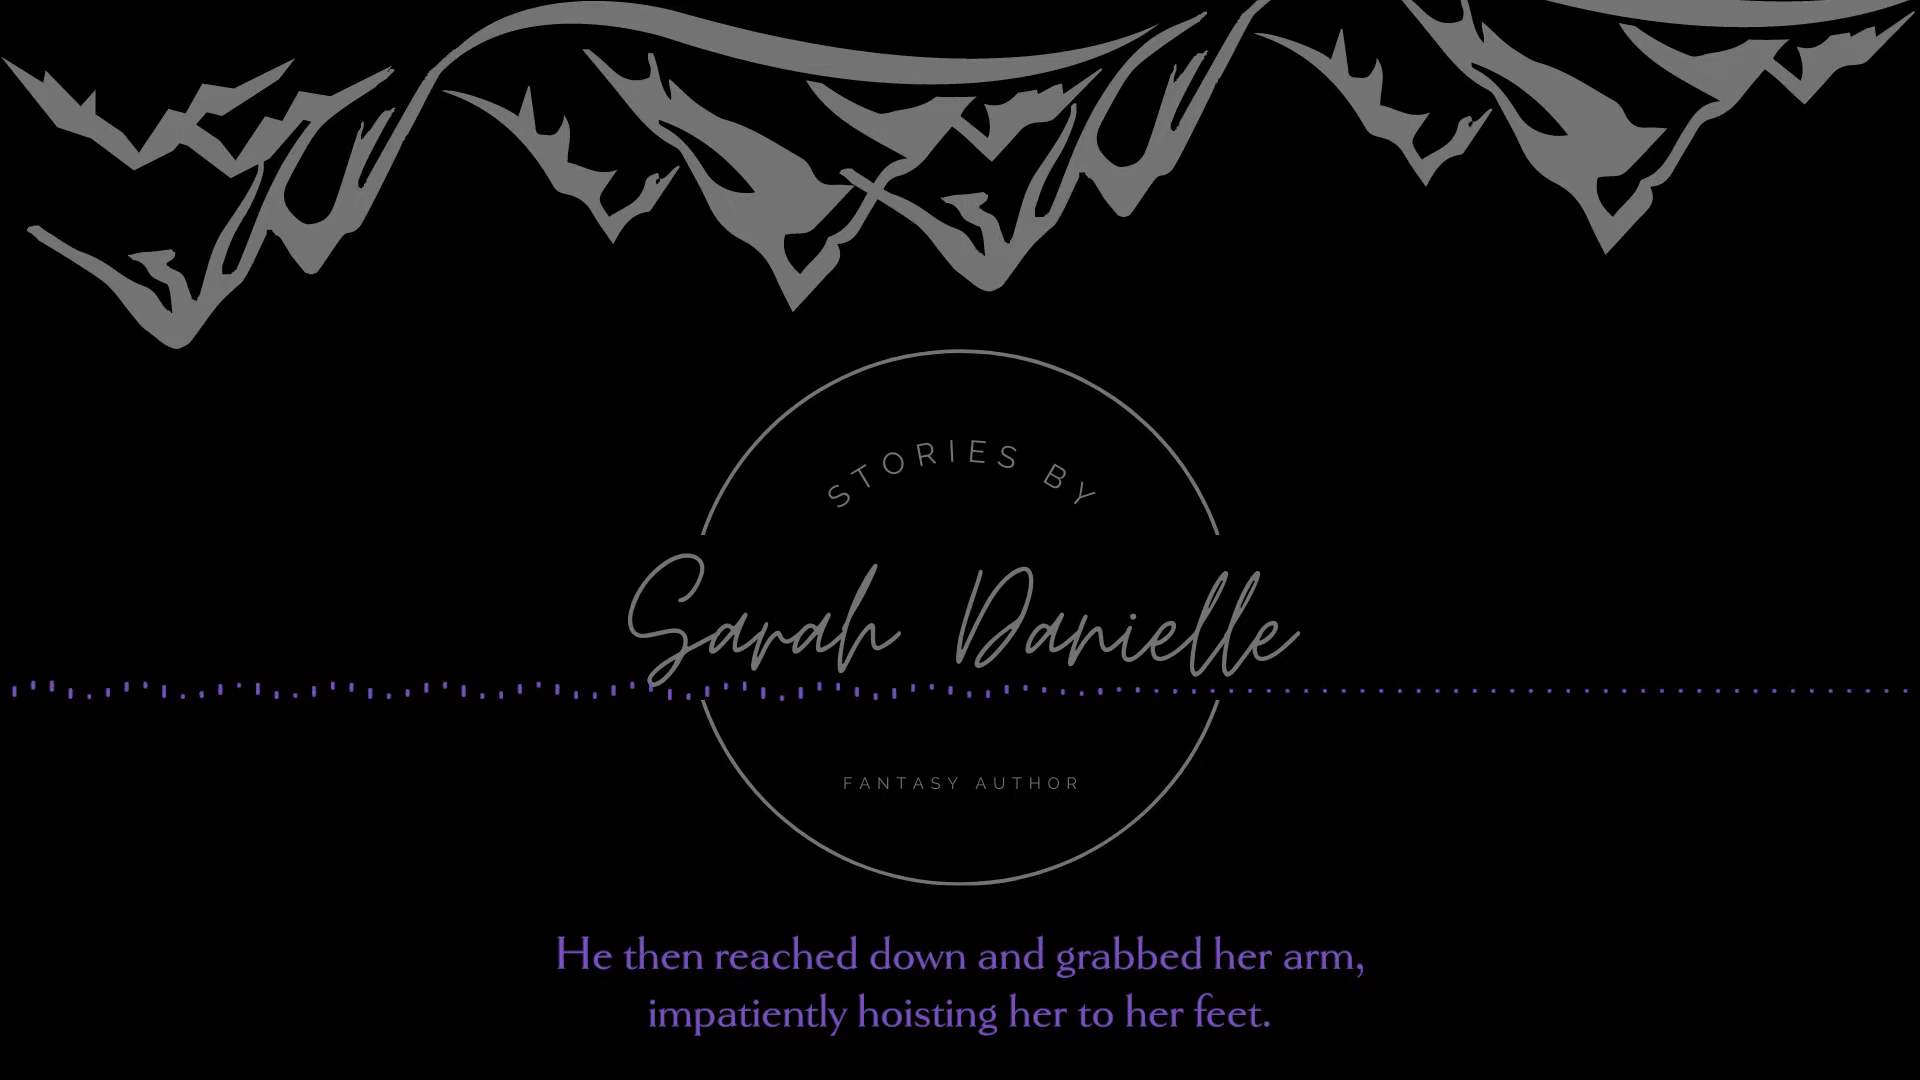 STORIES BY
Sarah Danielle
FANTASY AUTHOR
He then reached down and grabbed her arm,
impatiently hoisting her to her feet.